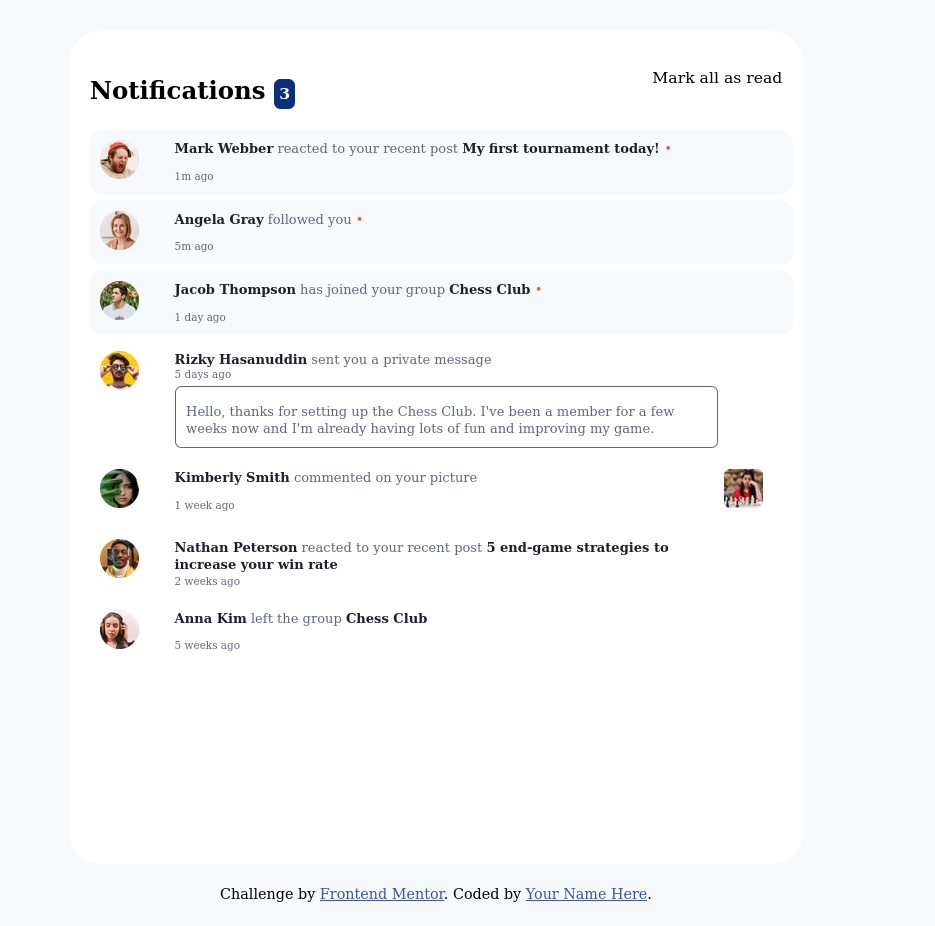 Notifications 3
Mark all as read
Mark Webber reacted to your recent post My first tournament today! •
1m ago
Angela Gray followed you •
5m ago
Jacob Thompson has joined your group Chess Club •
1 day ago
Rizky Hasanuddin sent you a private message
5 days ago
Hello, thanks for setting up the Chess Club. I've been a member for a few
weeks now and I'm already having lots of fun and improving my game.
Kimberly Smith commented on your picture
1 week ago
Nathan Peterson reacted to your recent post 5 end-game strategies to
increase your win rate
2 weeks ago
Anna Kim left the group Chess Club
5 weeks ago
Challenge by Frontend Mentor. Coded by Your Name Here.